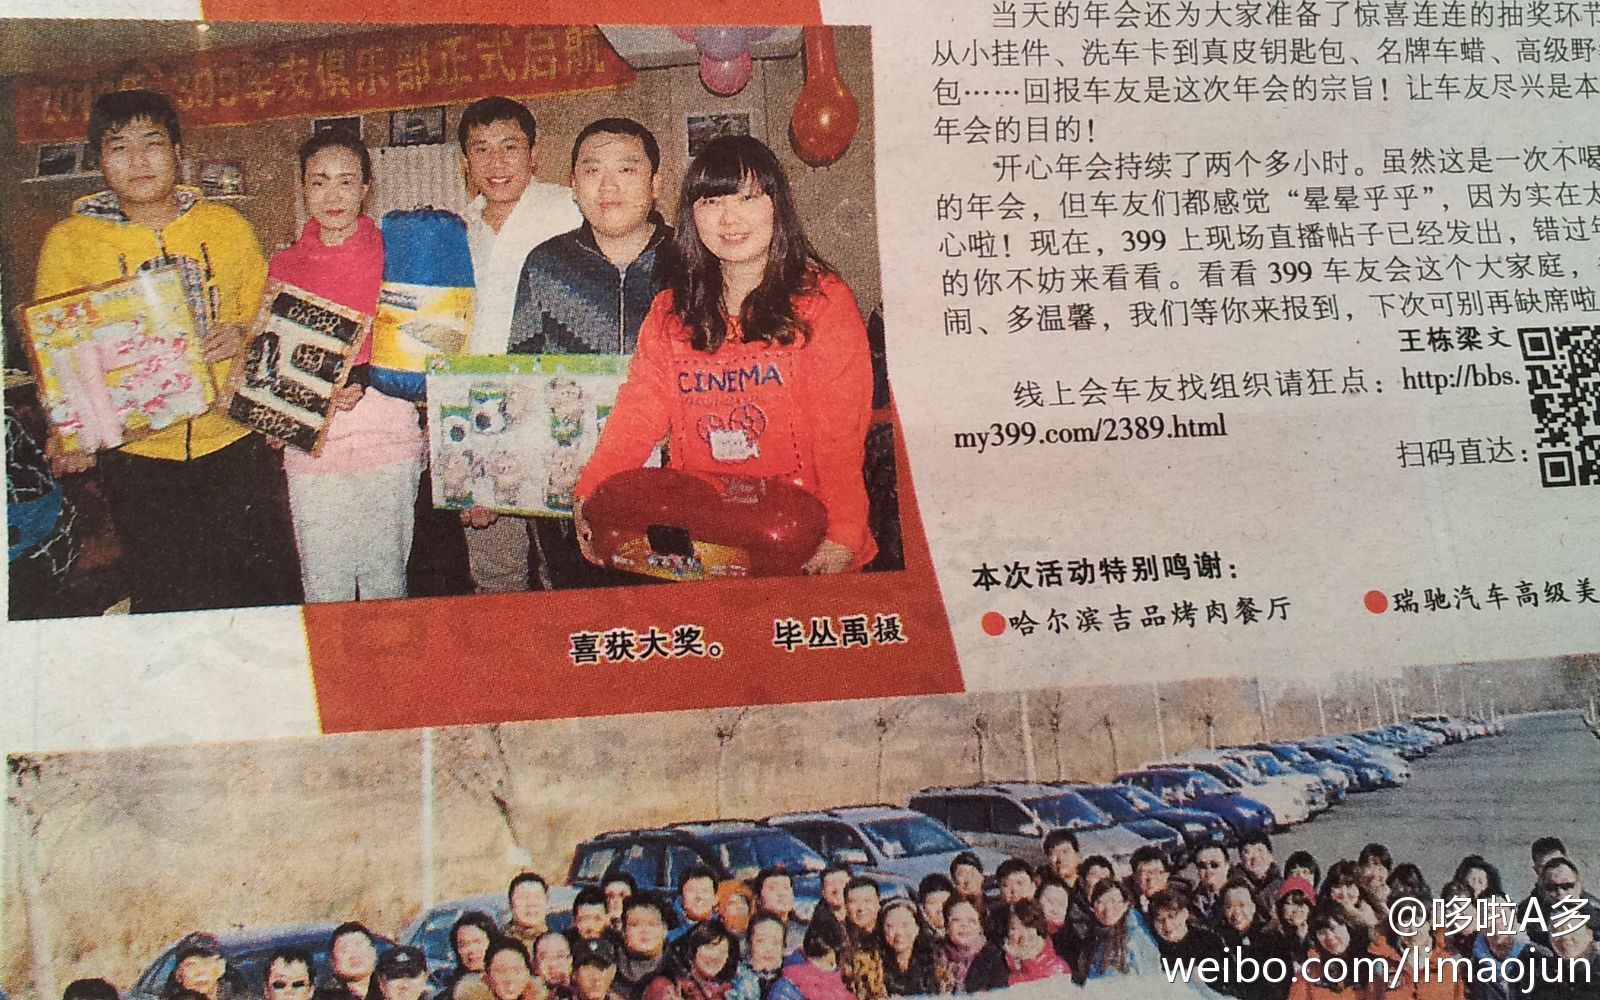 399车友俱乐部正式启航
当天的年会还为大家准备了惊喜连连的抽奖环节
从小挂件、洗车卡到真皮钥匙包、名牌车蜡、高级野
包……回报车友是这次年会的宗旨！让车友尽兴是本
年会的目的！
开心年会持续了两个多小时。虽然这是一次不喝
的年会，但车友们都感觉“晕晕乎乎”，因为实在太
心啦！现在，399 上现场直播帖子已经发出，错过年
的你不妨来看看。看看 399 车友会这个大家庭，
闹、多温馨，我们等你来报到，下次可别再缺席啦
王栋梁 文
线上会车友找组织请狂点：http://bbs.
my399.com/2389.html
扫码直达：
CINEMA
喜获大奖。 毕丛禹摄
本次活动特别鸣谢：
●哈尔滨吉品烤肉餐厅 ●瑞驰汽车高级美
@哆啦A多
weibo.com/limaojun